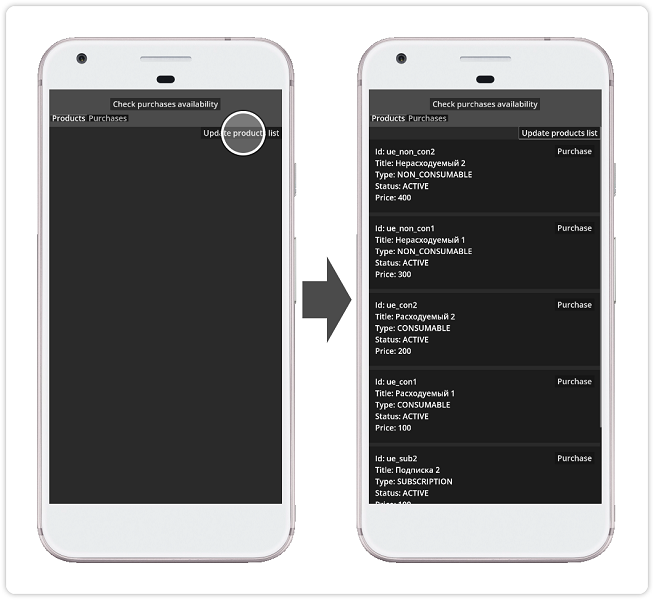 Check purchases availability
Products Purchases
Update products list
Check purchases availability
Products Purchases
Update products list
Id: ue_non_con2 Purchase
Title: Нерасходуемый 2
Type: NON_CONSUMABLE
Status: ACTIVE
Price: 400
Id: ue_non_con1 Purchase
Title: Нерасходуемый 1
Type: NON_CONSUMABLE
Status: ACTIVE
Price: 300
Id: ue_con2 Purchase
Title: Расходуемый 2
Type: CONSUMABLE
Status: ACTIVE
Price: 200
Id: ue_con1 Purchase
Title: Расходуемый 1
Type: CONSUMABLE
Status: ACTIVE
Price: 100
Id: ue_sub2 Purchase
Title: Подписка 2
Type: SUBSCRIPTION
Status: ACTIVE
Price: 100